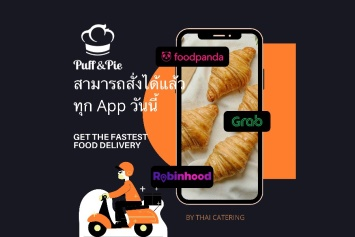 Puff & Pie
สามารถสั่งได้แล้ว
ทุก App วันนี้
GET THE FASTEST
FOOD DELIVERY
foodpanda
Grab
Robinhood
BY THAI CATERING